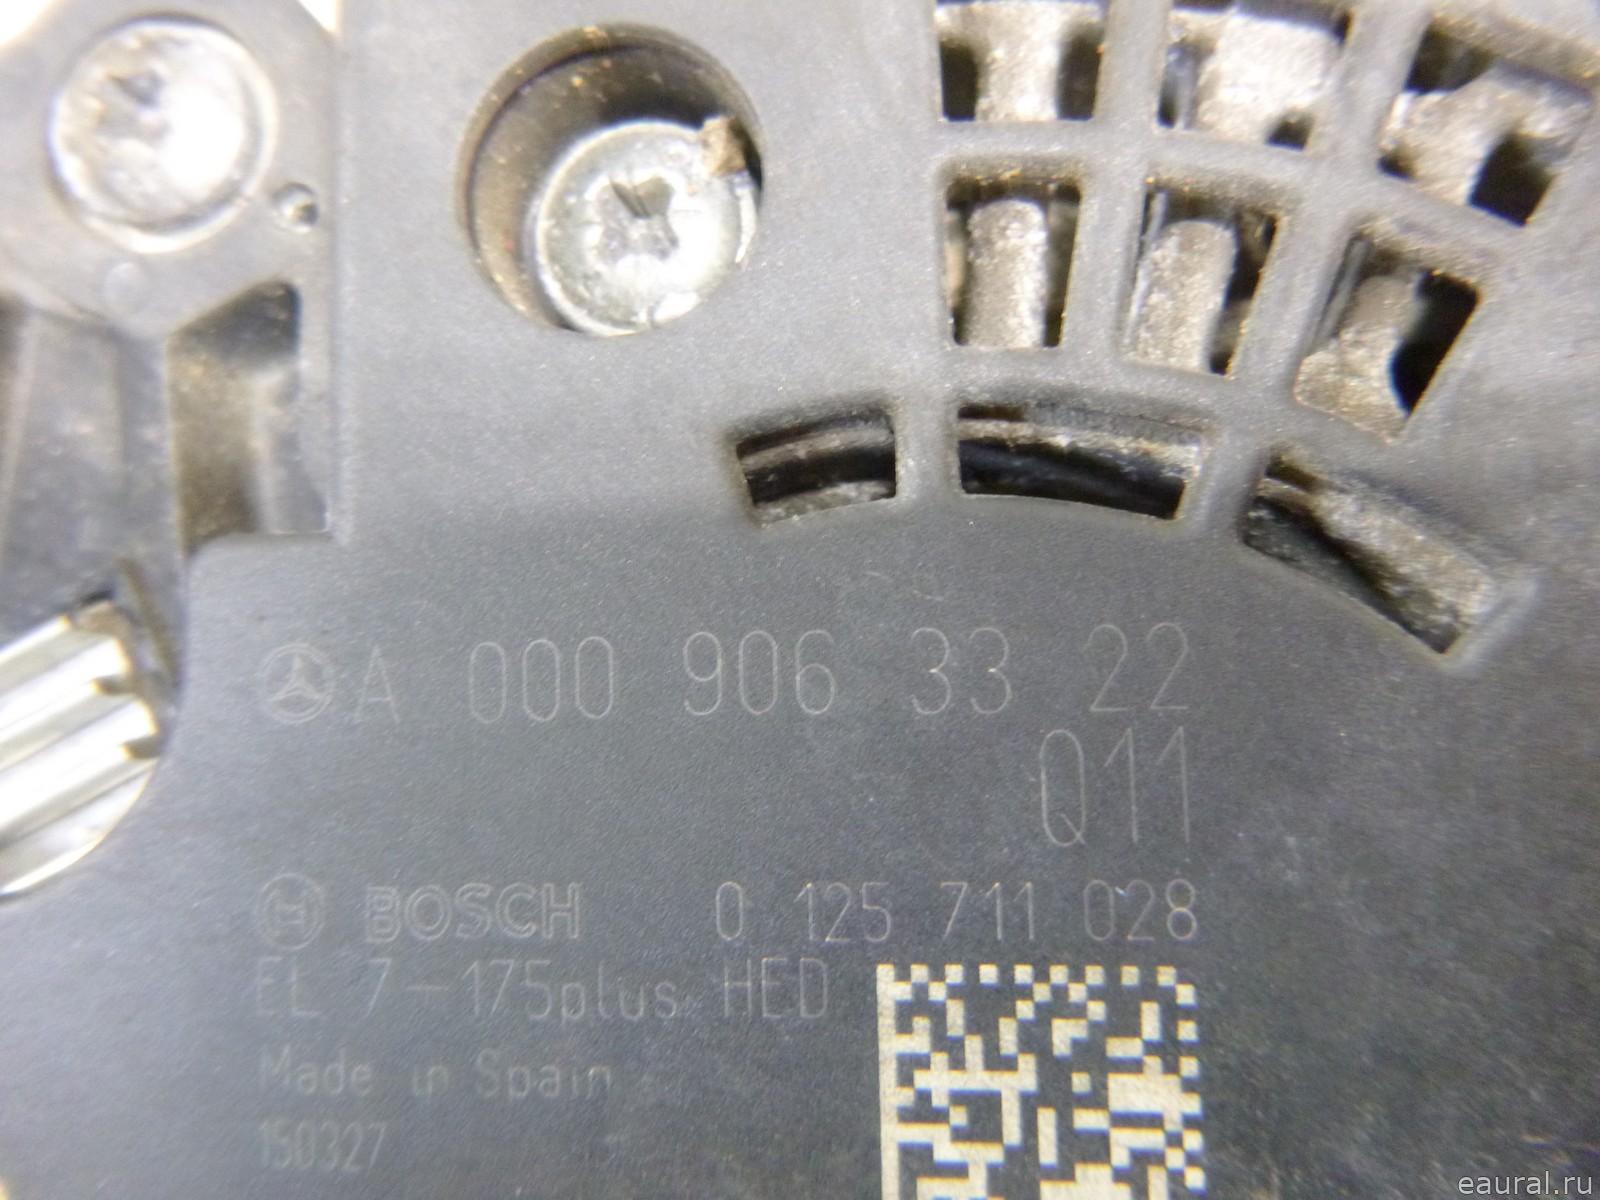 A 000 906 33 22
Q11
BOSCH 0 125 711 028
EL 7-175plus HED
Made in Spain
150327
eaural.ru